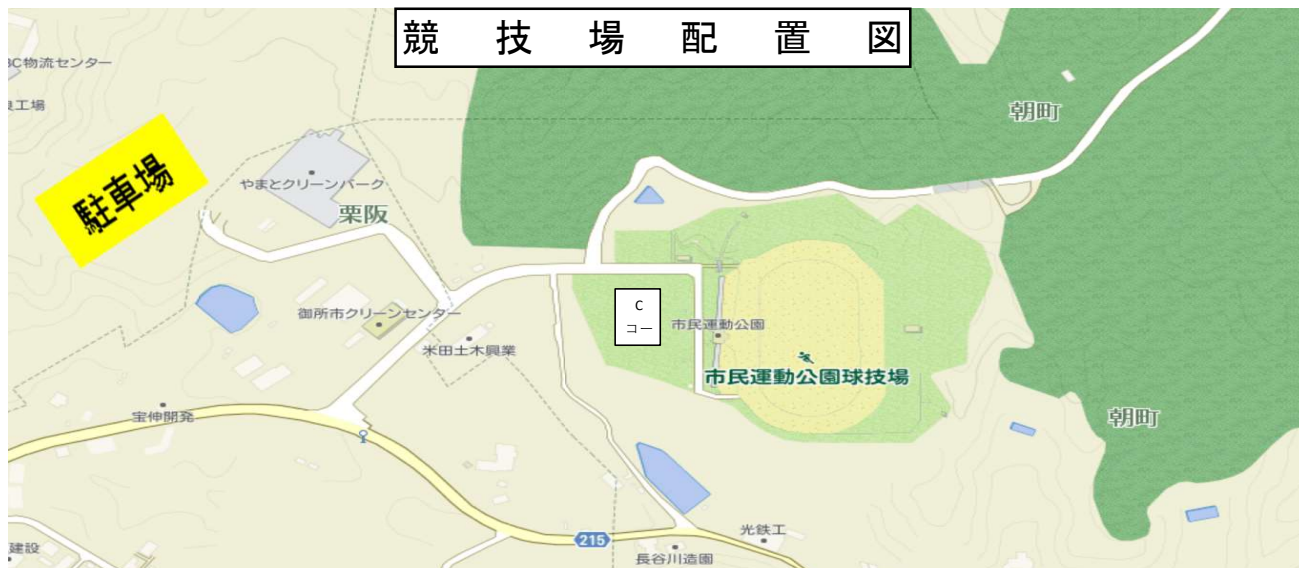 競技場配置図
BC物流センター
良工場
朝町
駐車場
やまとクリーンパーク
栗阪
C
コー
御所市クリーンセンター
市民運動公園
米田土木興業
市民運動公園球技場
宝伸開発
朝町
215
光鉄工
建設
長谷川造園